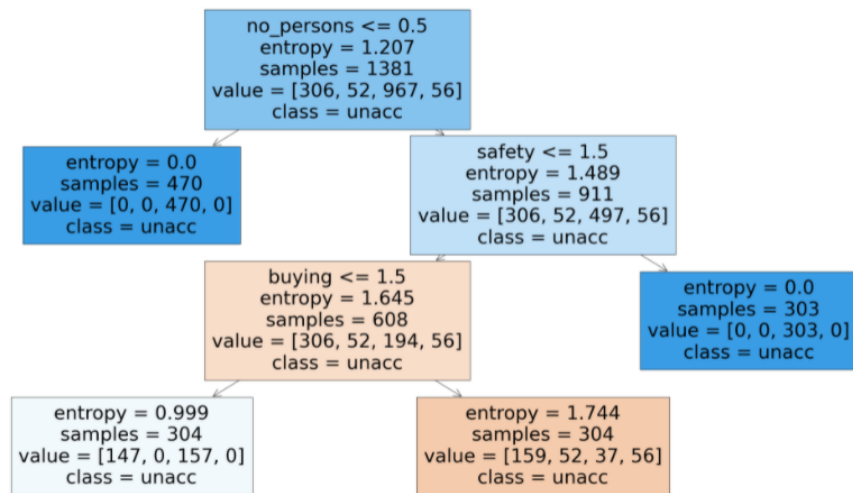 no_persons <= 0.5
entropy = 1.207
samples = 1381
value = [306, 52, 967, 56]
class = unacc
entropy = 0.0
samples = 470
value = [0, 0, 470, 0]
class = unacc
safety <= 1.5
entropy = 1.489
samples = 911
value = [306, 52, 497, 56]
class = unacc
buying <= 1.5
entropy = 1.645
samples = 608
value = [306, 52, 194, 56]
class = unacc
entropy = 0.0
samples = 303
value = [0, 0, 303, 0]
class = unacc
entropy = 0.999
samples = 304
value = [147, 0, 157, 0]
class = unacc
entropy = 1.744
samples = 304
value = [159, 52, 37, 56]
class = unacc